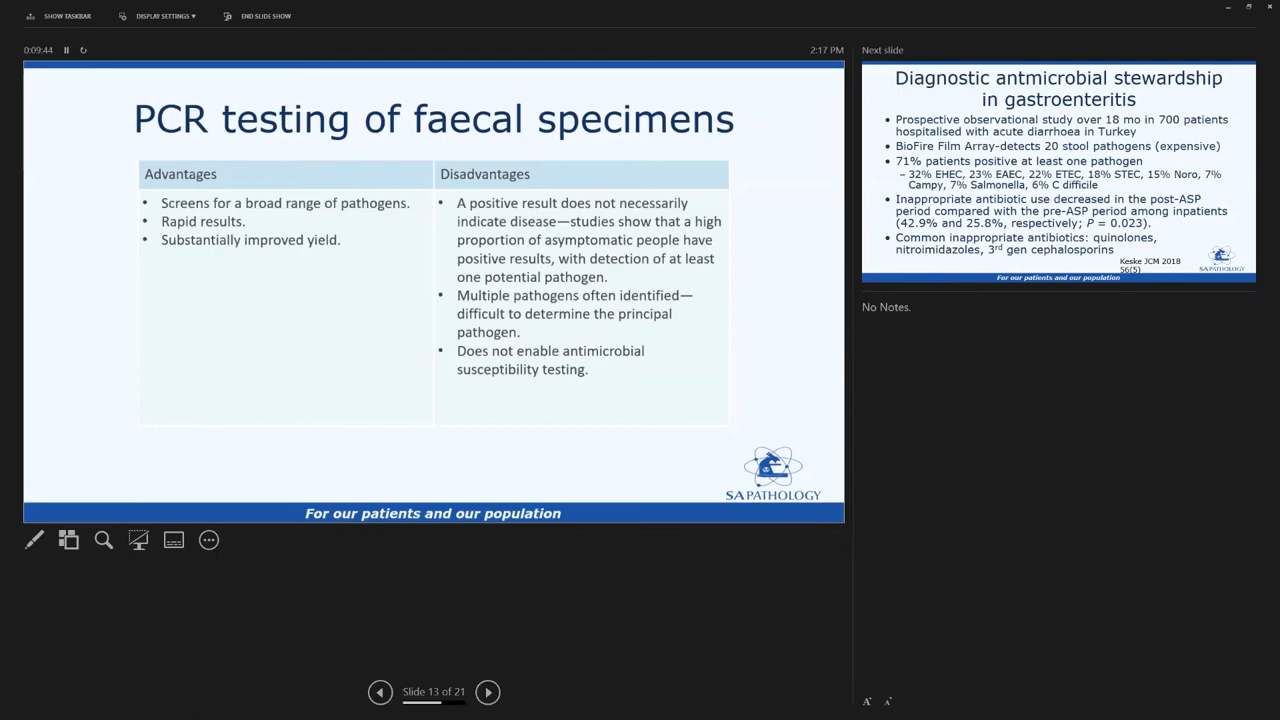 SHOW TASKBAR
DISPLAY SETTINGS ▾
END SLIDE SHOW
0:09:44
2:17 PM
PCR testing of faecal specimens
Advantages
• Screens for a broad range of pathogens.
• Rapid results.
• Substantially improved yield.
Disadvantages
• A positive result does not necessarily
indicate disease—studies show that a high
proportion of asymptomatic people have
positive results, with detection of at least
one potential pathogen.
• Multiple pathogens often identified—
difficult to determine the principal
pathogen.
• Does not enable antimicrobial
susceptibility testing.
SA PATHOLOGY
For our patients and our population
Slide 13 of 21
Next slide
Diagnostic antmicrobial stewardship
in gastroenteritis
• Prospective observational study over 18 mo in 700 patients
hospitalised with acute diarrhoea in Turkey
• BioFire Film Array-detects 20 stool pathogens (expensive)
• 71% patients positive at least one pathogen
– 32% EHEC, 23% EAEC, 22% ETEC, 18% STEC, 15% Noro, 7%
Campy, 7% Salmonella, 6% C difficile
• Inappropriate antibiotic use decreased in the post-ASP
period compared with the pre-ASP period among inpatients
(42.9% and 25.8%, respectively; P = 0.023).
• Common inappropriate antibiotics: quinolones,
nitroimidazoles, 3rd gen cephalosporins
Keske JCM 2018
56(5)
SA PATHOLOGY
For our patients and our population
No Notes.
A A